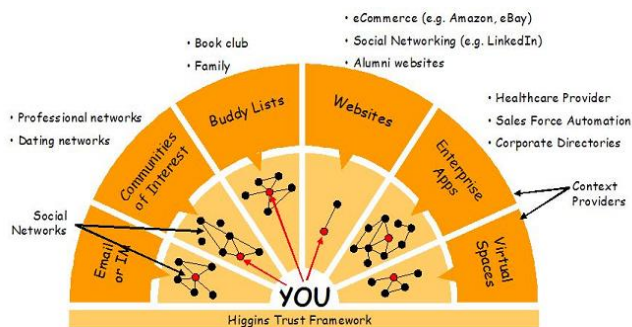 • eCommerce (e.g. Amazon, eBay)
• Social Networking (e.g. LinkedIn)
• Alumni websites
• Book club
• Family
• Professional networks
• Dating networks
• Healthcare Provider
• Sales Force Automation
• Corporate Directories
Email
or IM
Communities
of Interest
Buddy Lists
Websites
Enterprise
Apps
Virtual
Spaces
Social
Networks
Context
Providers
YOU
Higgins Trust Framework